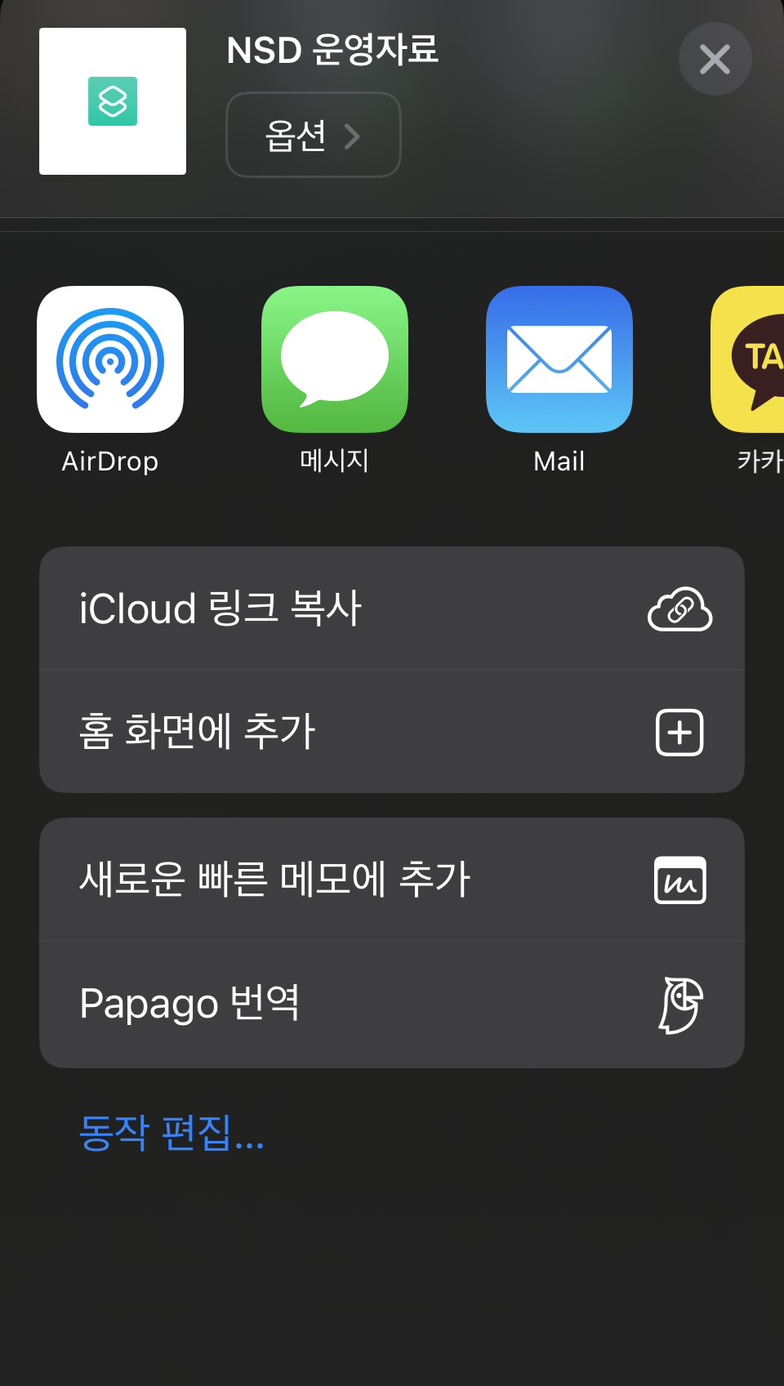 NSD 운영자료
옵션
AirDrop
메시지
Mail
TA
카카
iCloud 링크 복사
홈 화면에 추가
새로운 빠른 메모에 추가
Papago 번역
동작 편집...